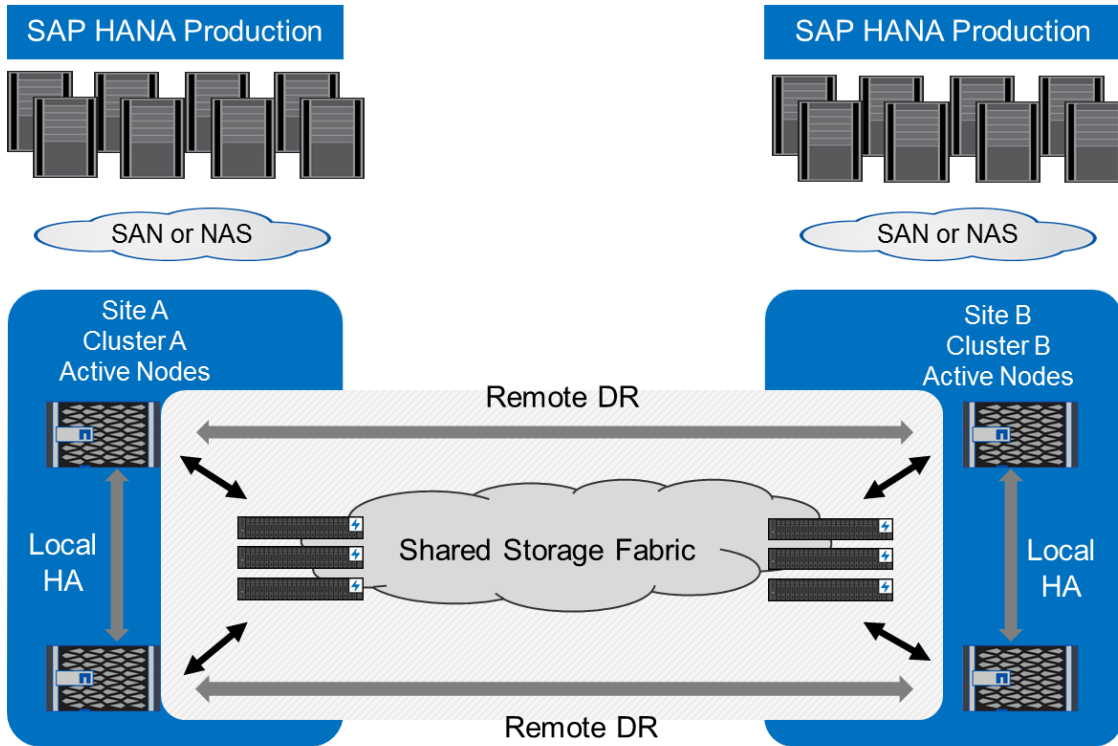 SAP HANA Production
SAP HANA Production
SAN or NAS
SAN or NAS
Site A
Cluster A
Active Nodes
Site B
Cluster B
Active Nodes
Remote DR
Local
HA
Shared Storage Fabric
Local
HA
Remote DR